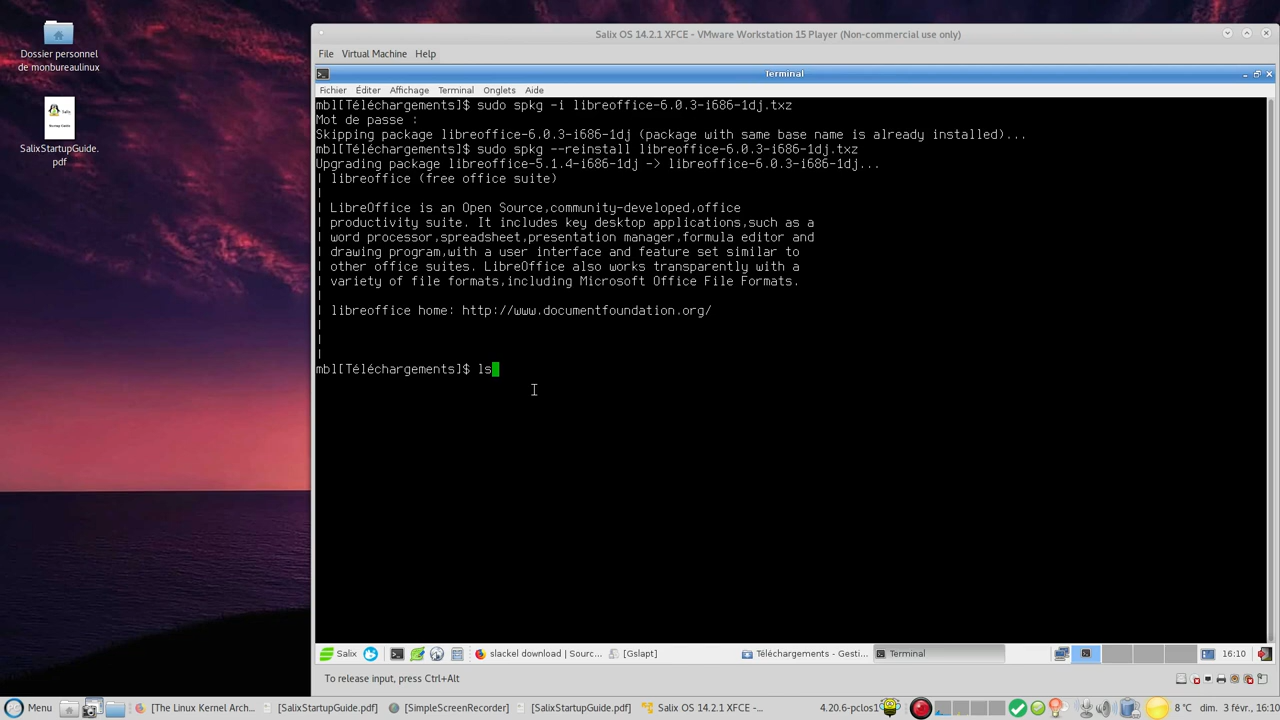 Dossier personnel
de monbureaulinux
SalixStartupGuide.
pdf
Salix OS 14.2.1 XFCE - VMware Workstation 15 Player (Non-commercial use only)
File Virtual Machine Help
Terminal
Fichier Éditer Affichage Terminal Onglets Aide
mbl[Téléchargements]$ sudo spkg -i libreoffice-6.0.3-i686-1dj.txz
Mot de passe :
Skipping package libreoffice-6.0.3-i686-1dj (package with same base name is already installed)...
mbl[Téléchargements]$ sudo spkg --reinstall libreoffice-6.0.3-i686-1dj.txz
Upgrading package libreoffice-5.1.4-i686-1dj -> libreoffice-6.0.3-i686-1dj...
| libreoffice (free office suite)
|
| LibreOffice is an Open Source,community-developed,office
| productivity suite. It includes key desktop applications,such as a
| word processor,spreadsheet,presentation manager,formula editor and
| drawing program,with a user interface and feature set similar to
| other office suites. LibreOffice also works transparently with a
| variety of file formats,including Microsoft Office File Formats.
|
| libreoffice home: http://www.documentfoundation.org/
|
|
|
mbl[Téléchargements]$ ls
Salix slackel download | Sourc... [Gslapt] Téléchargements - Gesti... Terminal 16:10
To release input, press Ctrl+Alt
Menu [The Linux Kernel Arch... [SalixStartupGuide.pdf] [SimpleScreenRecorder] [SalixStartupGuide.pdf] Salix OS 14.2.1 XFCE -... 4.20.6-pclos1 8 °C dim. 3 févr., 16:10